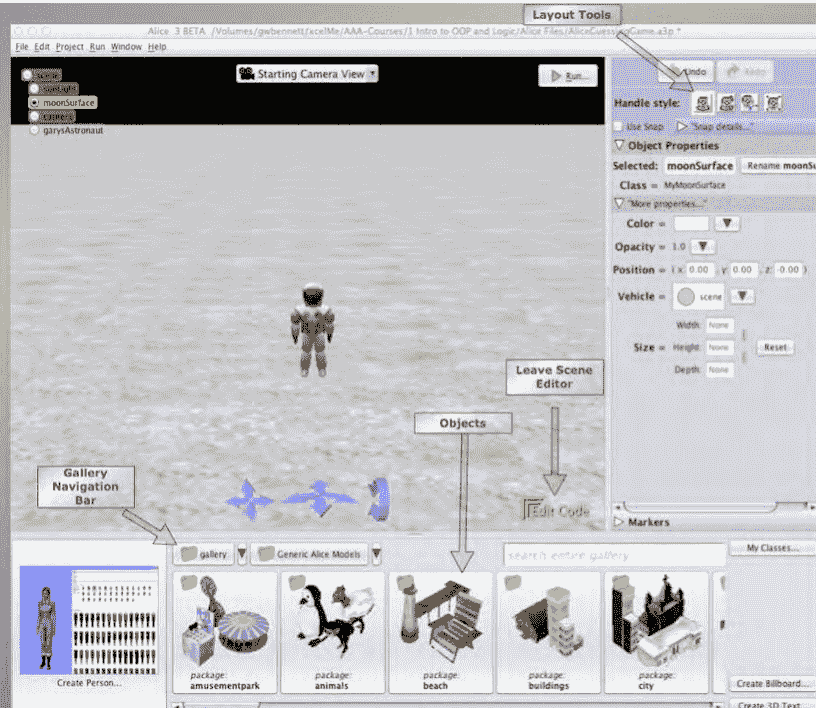 Layout Tools
Alice 3 BETA /Volumes/gwbennett/xcelMe/AAA-Courses/1 Intro to OOP and Logic/Alice Files/AliceGuessingGame.a3p *
File Edit Project Run Window Help
scene
sunLight
moonSurface
camera
garysAstronaut
Starting Camera View
Run...
Undo
Redo
Handle style:
Use Snap
"Snap details..."
Object Properties
Selected: moonSurface Rename moonSu
Class = MyMoonSurface
"More properties..."
Color =
Opacity = 1.0
Position = ( x: 0.00 , y: 0.00 , z: -0.00 )
Vehicle = scene
Width: None
Size = Height: None Reset
Depth: None
Leave Scene
Editor
Objects
Gallery
Navigation
Bar
Edit Code
Markers
gallery
Generic Alice Models
search entire gallery
My Classes...
Create Person...
package:
amusementpark
package:
animals
package:
beach
package:
buildings
package:
city
Create Billboard...
Create 3D Text...